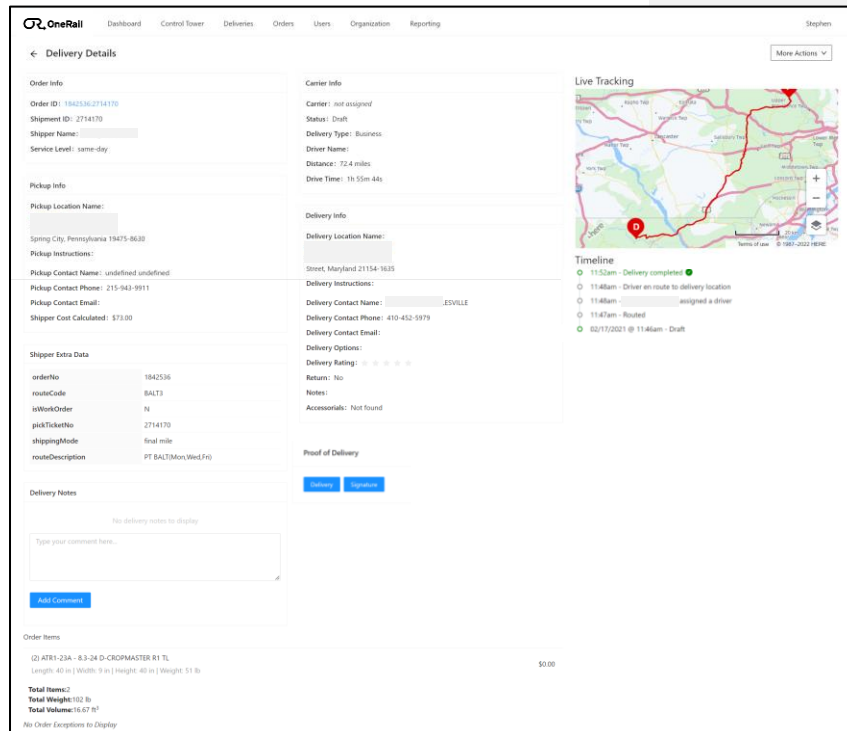 OneRail Dashboard Control Tower Deliveries Orders Users Organization Reporting Stephen
← Delivery Details
More Actions
Order Info
Order ID: 1842536:2714170
Shipment ID: 2714170
Shipper Name:
Service Level: same-day
Pickup Info
Pickup Location Name:
Spring City, Pennsylvania 19475-8630
Pickup Instructions:
Pickup Contact Name: undefined undefined
Pickup Contact Phone: 215-943-9911
Pickup Contact Email:
Shipper Cost Calculated: $73.00
Shipper Extra Data
orderNo 1842536
routeCode BALT3
isWorkOrder N
pickTicketNo 2714170
shippingMode final mile
routeDescription PT BALT(Mon,Wed,Fri)
Delivery Notes
No delivery notes to display
Type your comment here...
Add Comment
Carrier Info
Carrier: not assigned
Status: Draft
Delivery Type: Business
Driver Name:
Distance: 72.4 miles
Drive Time: 1h 55m 44s
Delivery Info
Delivery Location Name:
Street, Maryland 21154-1635
Delivery Instructions:
Delivery Contact Name: LESVILLE
Delivery Contact Phone: 410-452-5979
Delivery Contact Email:
Delivery Options:
Delivery Rating:
Return: No
Notes:
Accessorials: Not found
Proof of Delivery
Delivery Signature
Live Tracking
Lancaster
D
here
Terms of use © 1987–2022 HERE
Timeline
11:52am - Delivery completed
11:48am - Driver en route to delivery location
11:48am - assigned a driver
11:47am - Routed
02/17/2021 @ 11:46am - Draft
Order Items
(2) ATR1-23A - 8.3-24 D-CROPMASTER R1 TL
$0.00
Length: 40 in | Width: 9 in | Height: 40 in | Weight: 51 lb
Total Items:2
Total Weight:102 lb
Total Volume:16.67 ft³
No Order Exceptions to Display